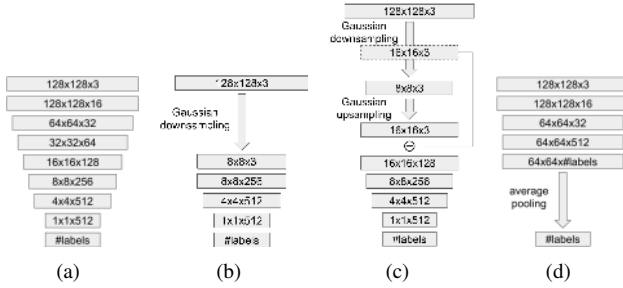 128x128x3
128x128x16
64x64x32
32x32x64
16x16x128
8x8x256
4x4x512
1x1x512
#labels
(a)
128x128x3
Gaussian
downsampling
8x8x3
8x8x256
4x4x512
1x1x512
#labels
(b)
128x128x3
Gaussian
downsampling
16x16x3
8x8x3
Gaussian
upsampling
16x16x3
⊖
16x16x128
8x8x256
4x4x512
1x1x512
#labels
(c)
128x128x3
128x128x16
64x64x32
64x64x512
64x64x#labels
average
pooling
#labels
(d)